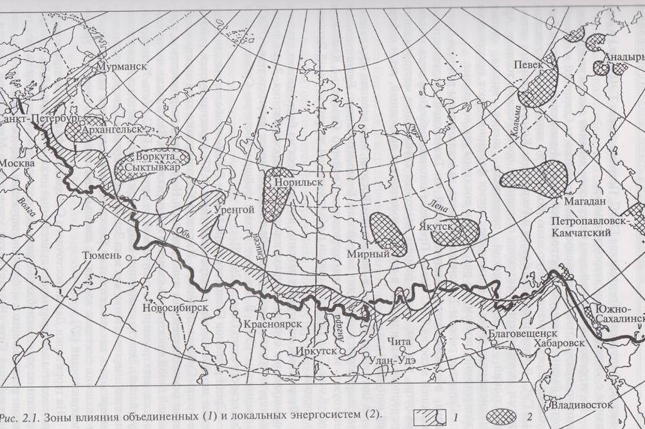 Мурманск
Певек
Анадырь
Санкт-Петербург
Архангельск
Колыма
Воркута
Сыктывкар
Москва
Норильск
Магадан
Лена
Уренгой
Волга
Петропавловск-
Камчатский
Якутск
Обь
Енисей
Мирный
Тюмень
Новосибирск
Южно-
Сахалинск
Красноярск
Ангара
Благовещенск
Чита
Хабаровск
Иркутск
Улан-Удэ
Владивосток
Рис. 2.1. Зоны влияния объединенных (1) и локальных энергосистем (2). 1 2